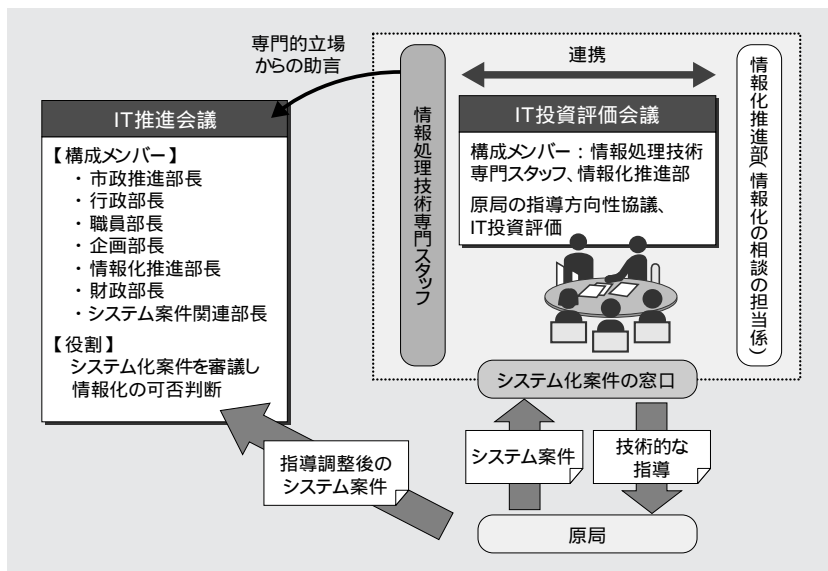 専門的立場
からの助言
IT推進会議
【構成メンバー】
・ 市政推進部長
・ 行政部長
・ 職員部長
・ 企画部長
・ 情報化推進部長
・ 財政部長
・ システム案件関連部長
【役割】
システム化案件を審議し
情報化の可否判断
情報処理技術専門スタッフ
連携
IT投資評価会議
構成メンバー：情報処理技術
専門スタッフ、情報化推進部
原局の指導方向性協議、
IT投資評価
情報化推進部(情報化の相談の担当係)
システム化案件の窓口
指導調整後の
システム案件
システム案件
技術的な
指導
原局